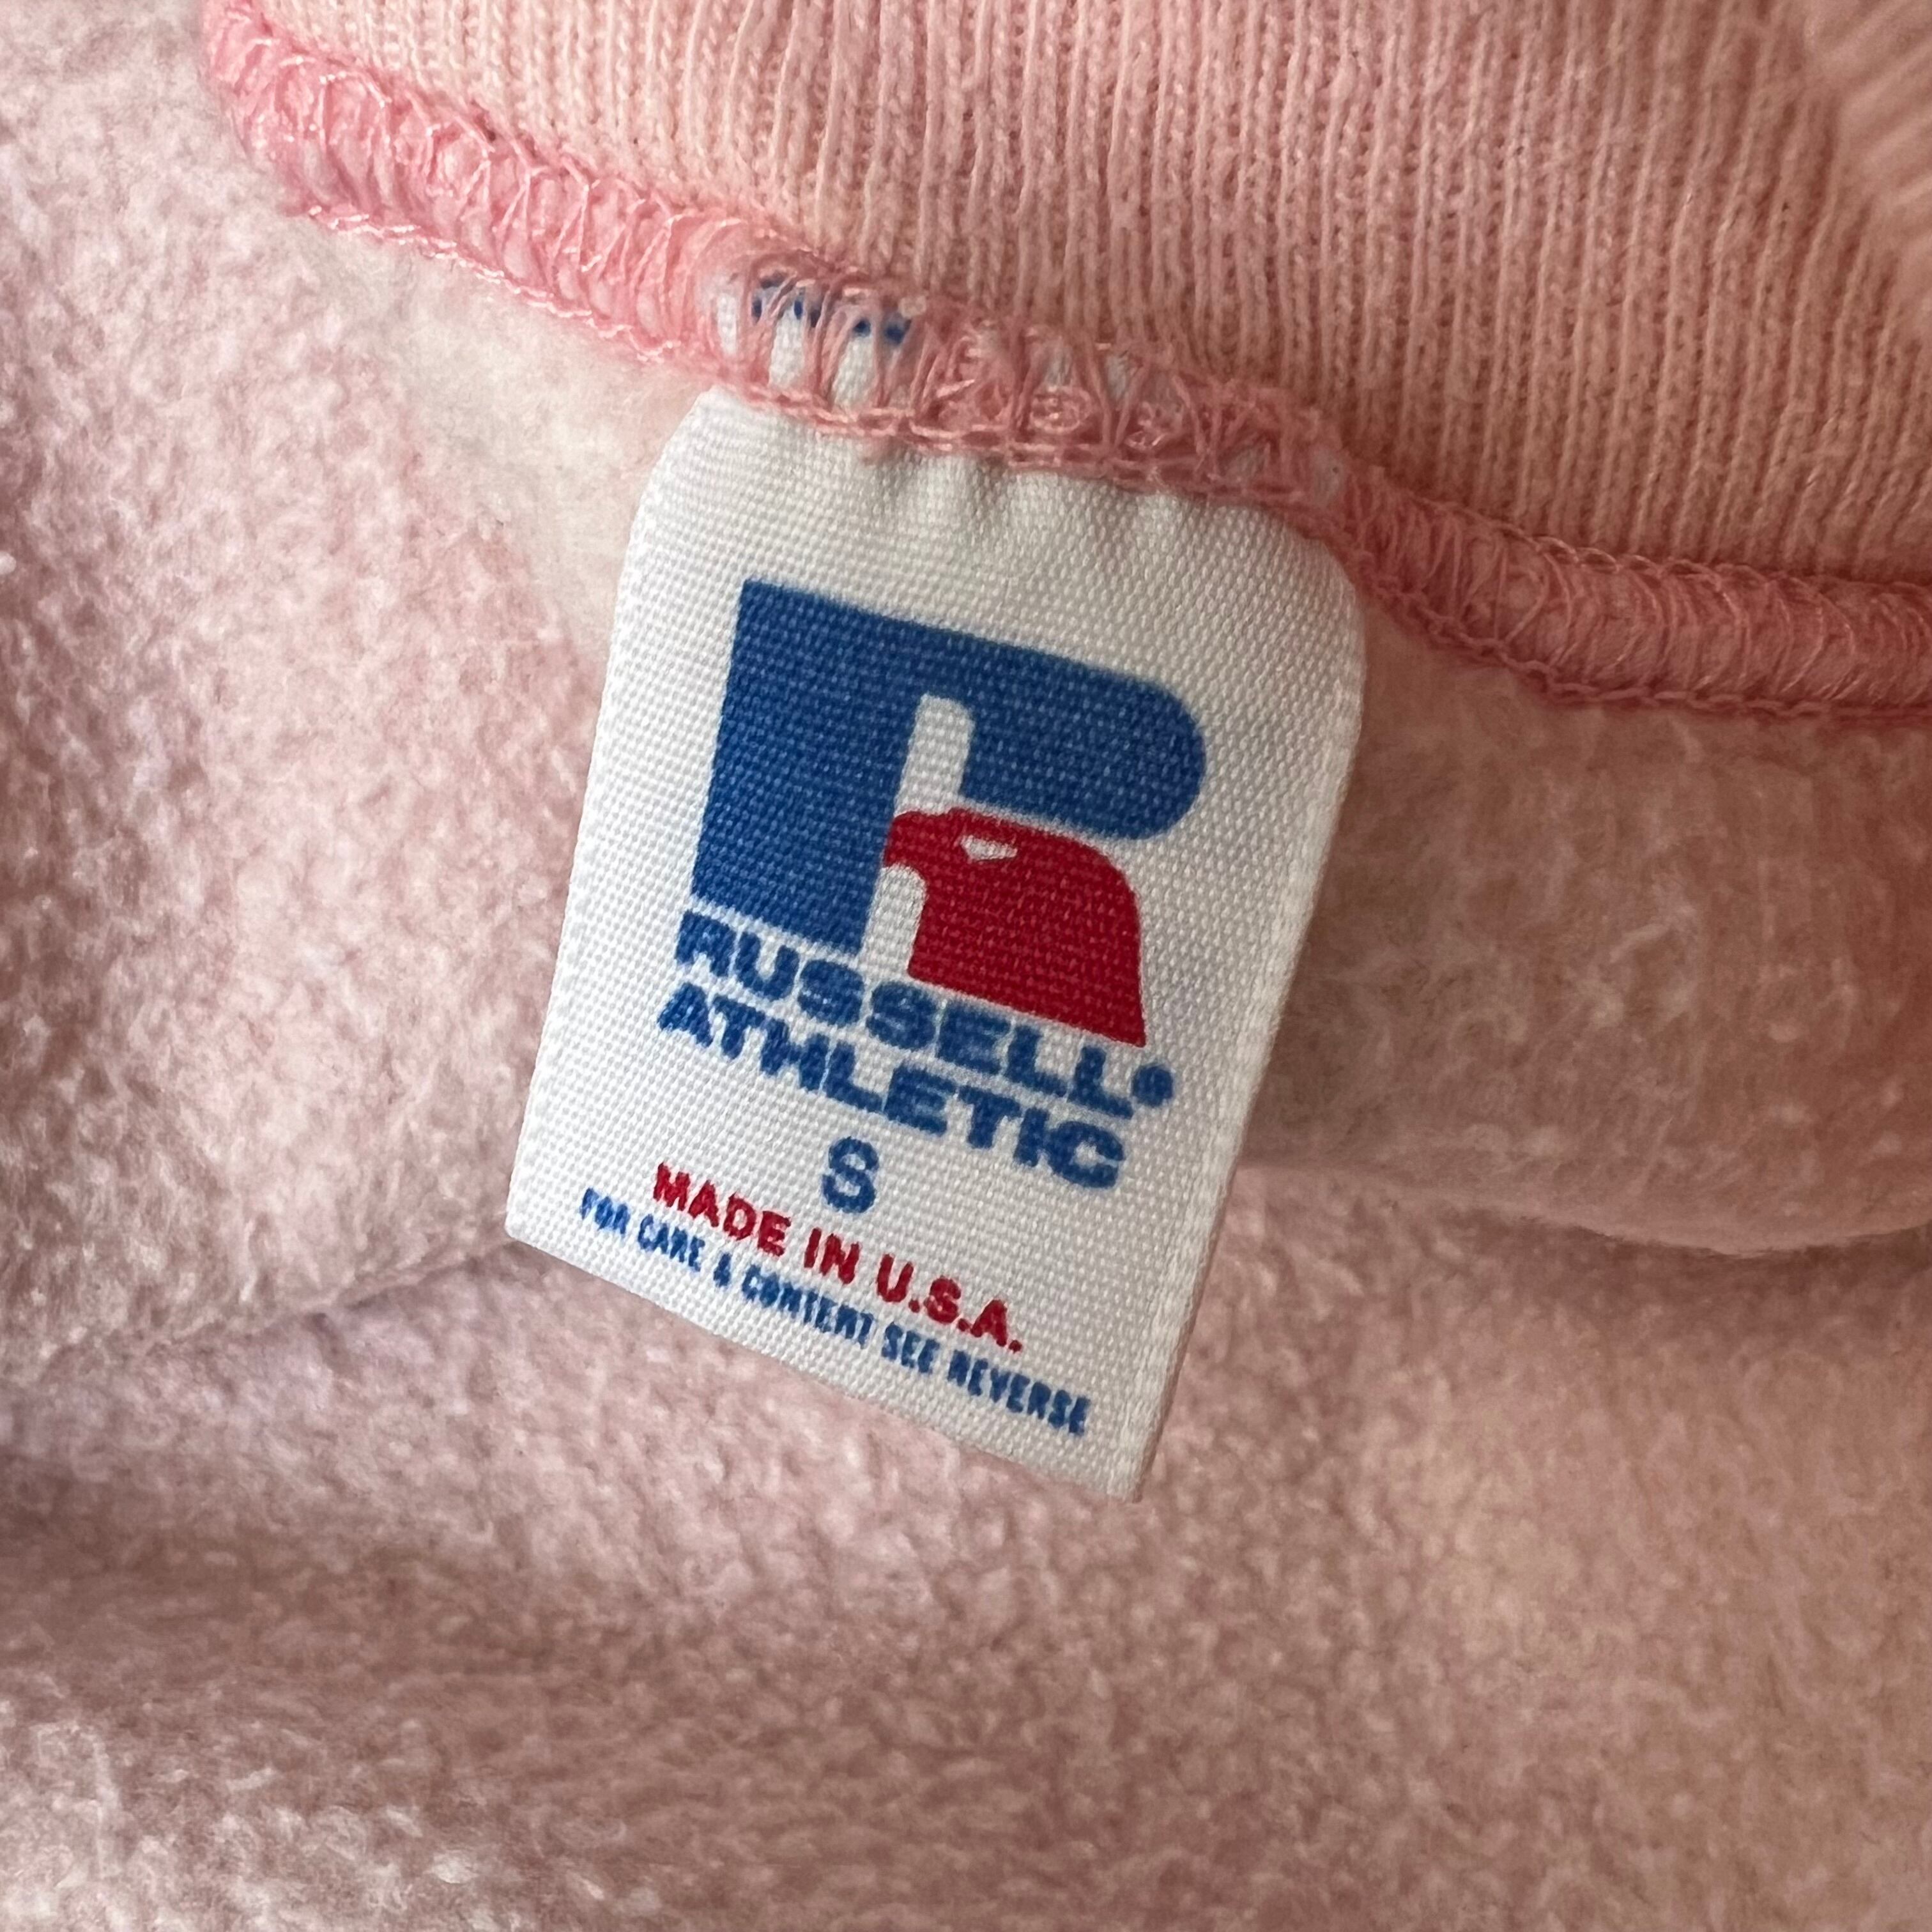 RUSSELL®
ATHLETIC
S
MADE IN U.S.A.
FOR CARE & CONTENT SEE REVERSE